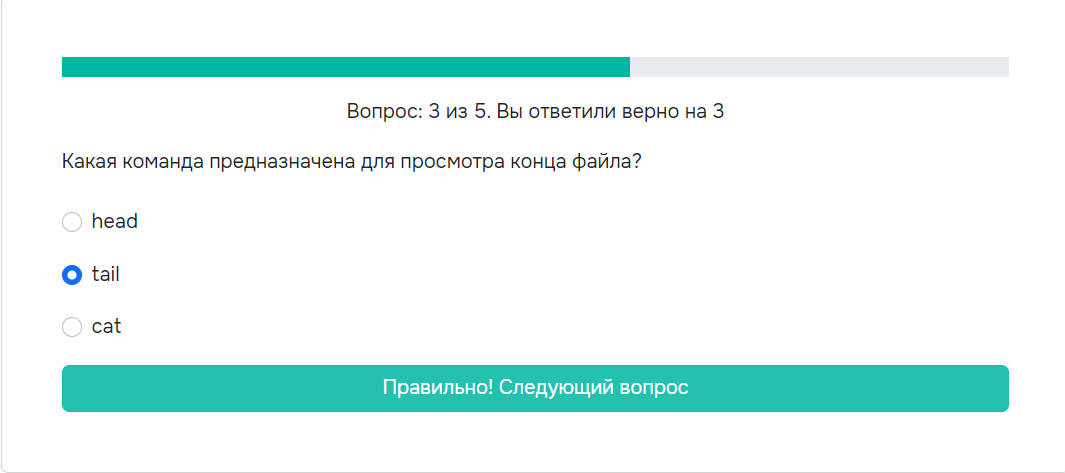 Вопрос: 3 из 5. Вы ответили верно на 3
Какая команда предназначена для просмотра конца файла?
head
tail
cat
Правильно! Следующий вопрос